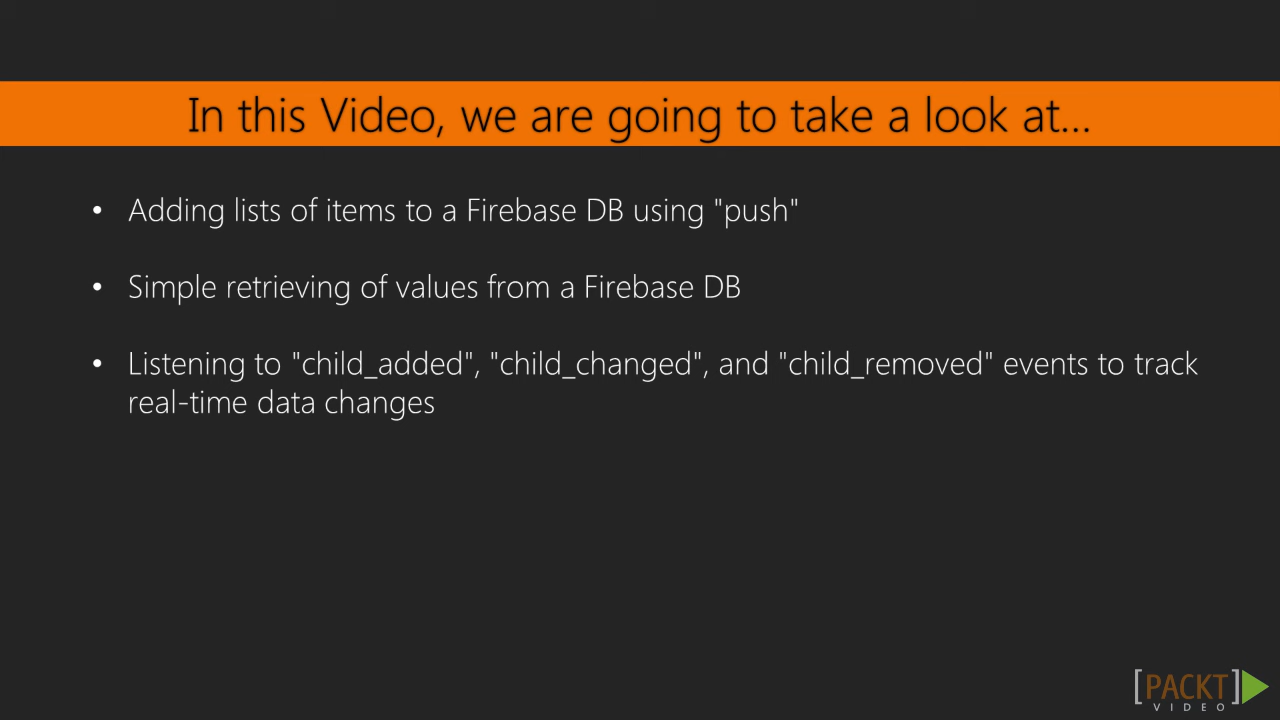 In this Video, we are going to take a look at...
• Adding lists of items to a Firebase DB using "push"
• Simple retrieving of values from a Firebase DB
• Listening to "child_added", "child_changed", and "child_removed" events to track
real-time data changes
[PACKT]
VIDEO